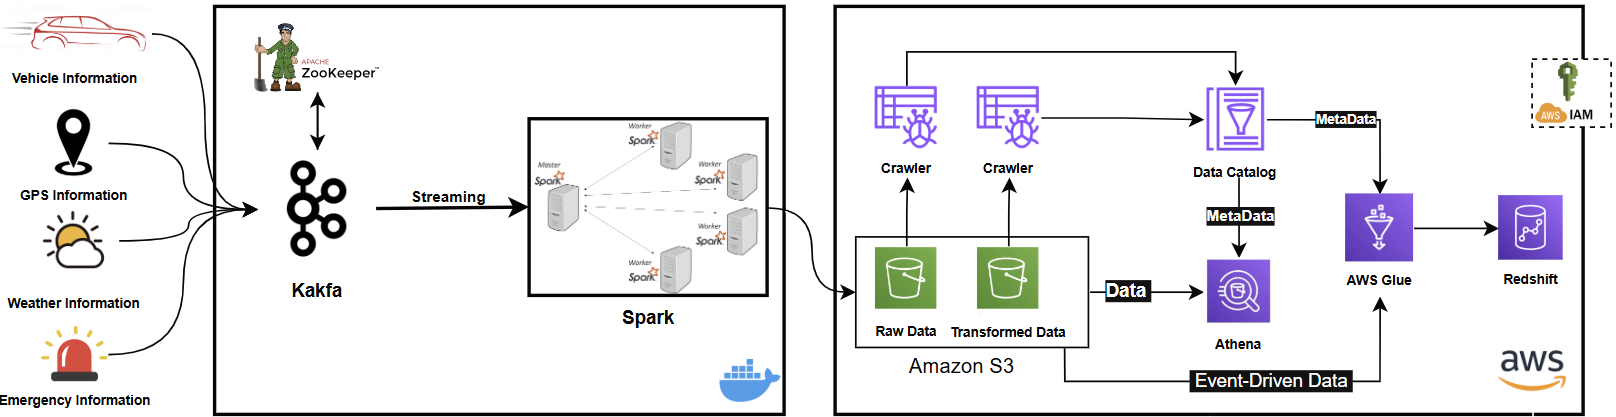 Vehicle Information
GPS Information
Weather Information
Emergency Information
APACHE
ZooKeeper™
Kakfa
Streaming
Master
Spark
Worker
Spark
Worker
Spark
Worker
Spark
Worker
Spark
Spark
Crawler
Crawler
Data Catalog
MetaData
MetaData
Raw Data
Transformed Data
Amazon S3
Data
Athena
Event-Driven Data
AWS Glue
Redshift
AWS
IAM
aws